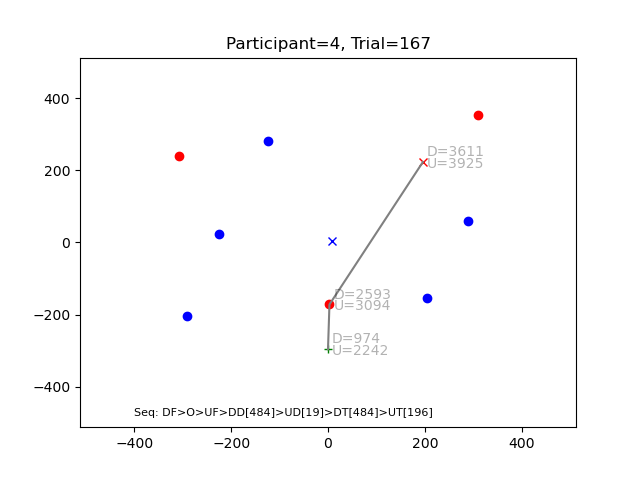 Participant=4, Trial=167
400
200
0
−200
−400
D=3611
U=3925
D=2593
U=3094
D=974
U=2242
Seq: DF>O>UF>DD[484]>UD[19]>DT[484]>UT[196]
−400
−200
0
200
400